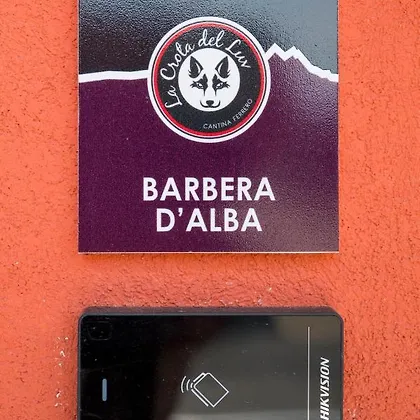 La Crota del Luv
CANTINA FERRERO
BARBERA
D'ALBA
HIKVISION